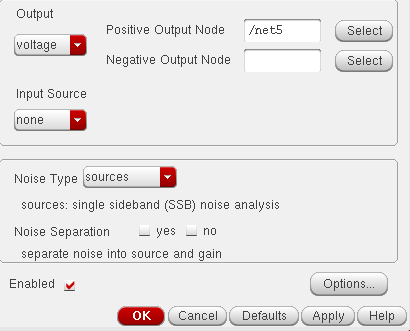 Output
voltage
Positive Output Node /net5 Select
Negative Output Node Select
Input Source
none
Noise Type sources
sources: single sideband (SSB) noise analysis
Noise Separation yes no
separate noise into source and gain
Enabled Options...
OK Cancel Defaults Apply Help